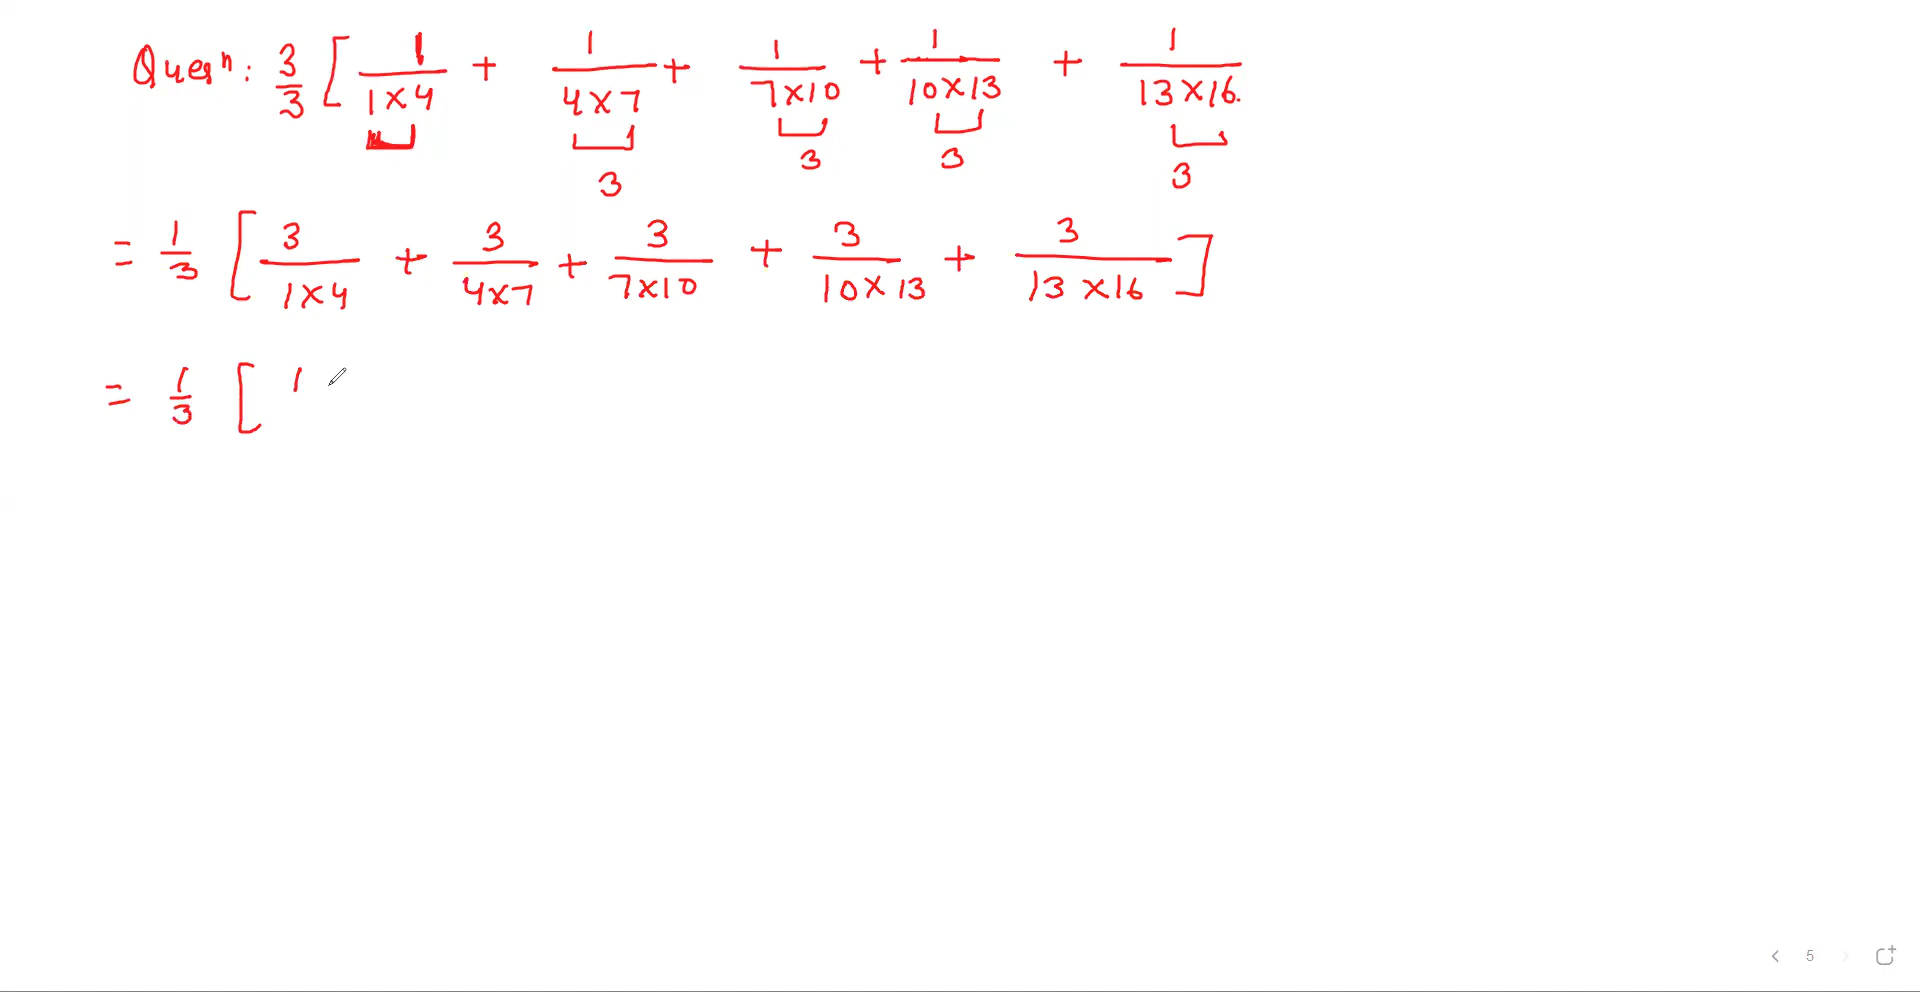 Quesⁿ: 3/3 [ 1/1×4 + 1/4×7 + 1/7×10 + 1/10×13 + 1/13×16.
3 3 3 3
= 1/3 [ 3/1×4 + 3/4×7 + 3/7×10 + 3/10×13 + 3/13×16 ]
= 1/3 [ 1
5